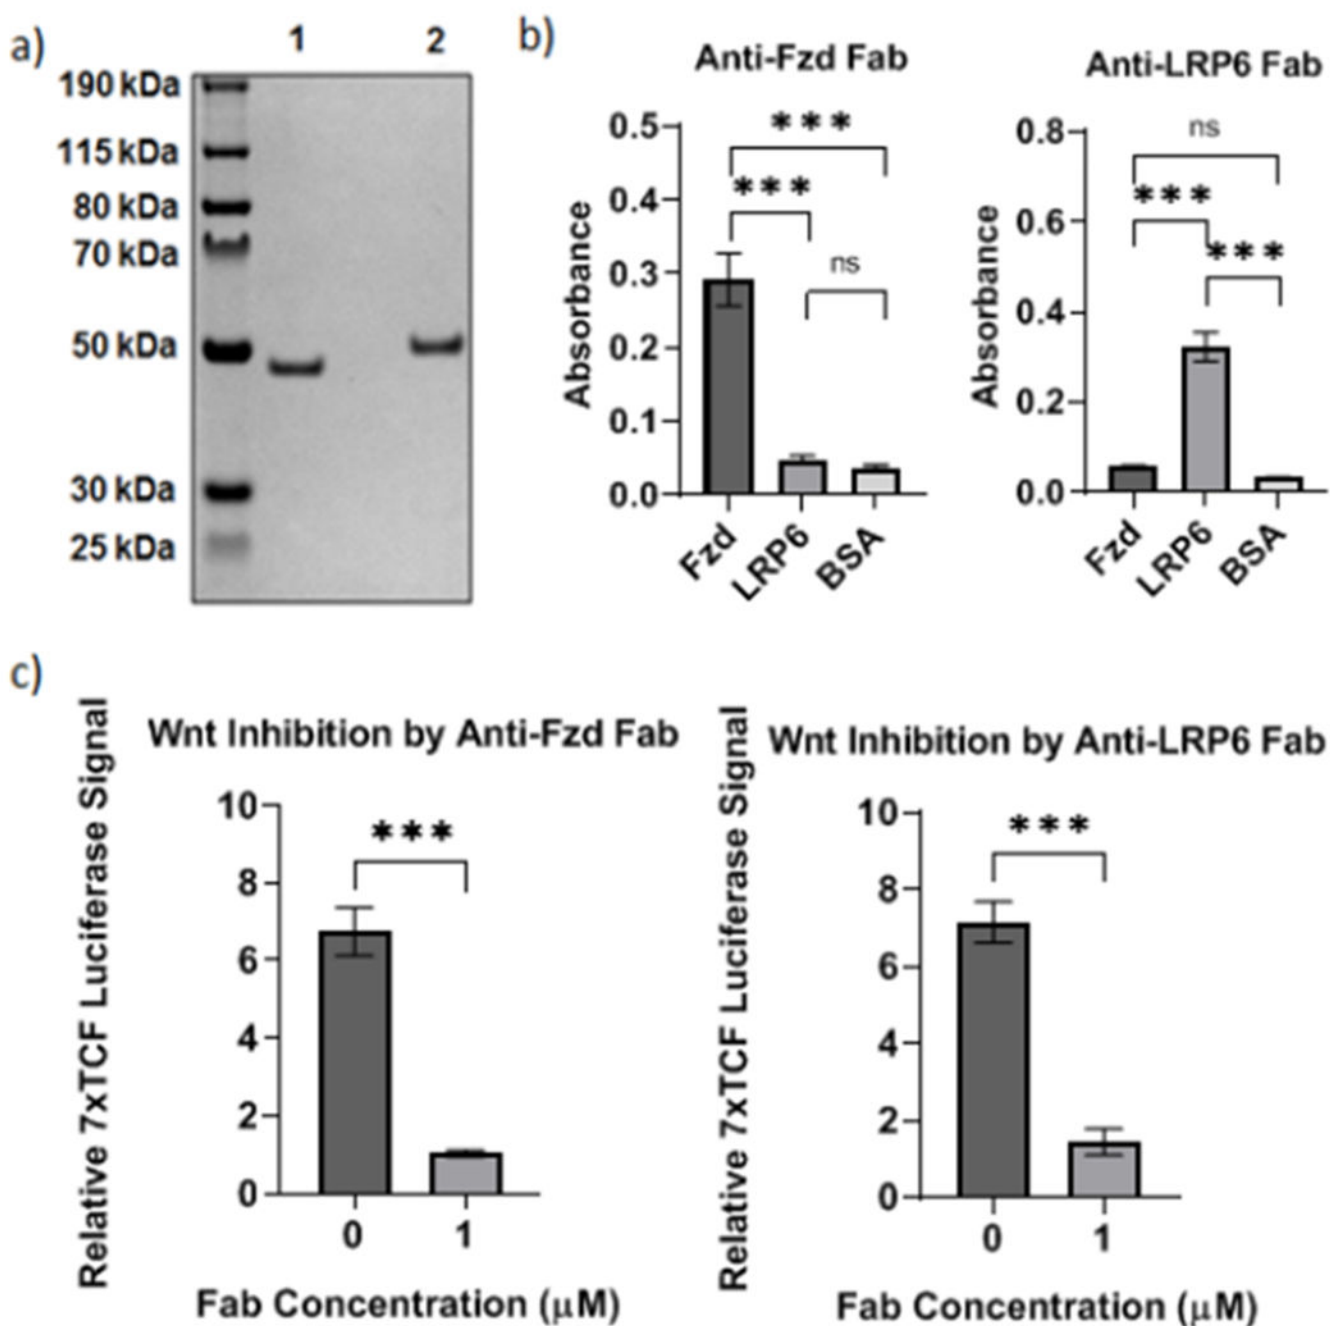 a)
1 2
190 kDa
115 kDa
80 kDa
70 kDa
50 kDa
30 kDa
25 kDa
b)
Anti-Fzd Fab
Absorbance
0.5
0.4
0.3
0.2
0.1
0.0
***
***
ns
Fzd
LRP6
BSA
Anti-LRP6 Fab
Absorbance
0.8
0.6
0.4
0.2
0.0
ns
***
***
Fzd
LRP6
BSA
c)
Wnt Inhibition by Anti-Fzd Fab
Relative 7xTCF Luciferase Signal
10
8
6
4
2
0
***
0 1
Fab Concentration (μM)
Wnt Inhibition by Anti-LRP6 Fab
Relative 7xTCF Luciferase Signal
10
8
6
4
2
0
***
0 1
Fab Concentration (μM)